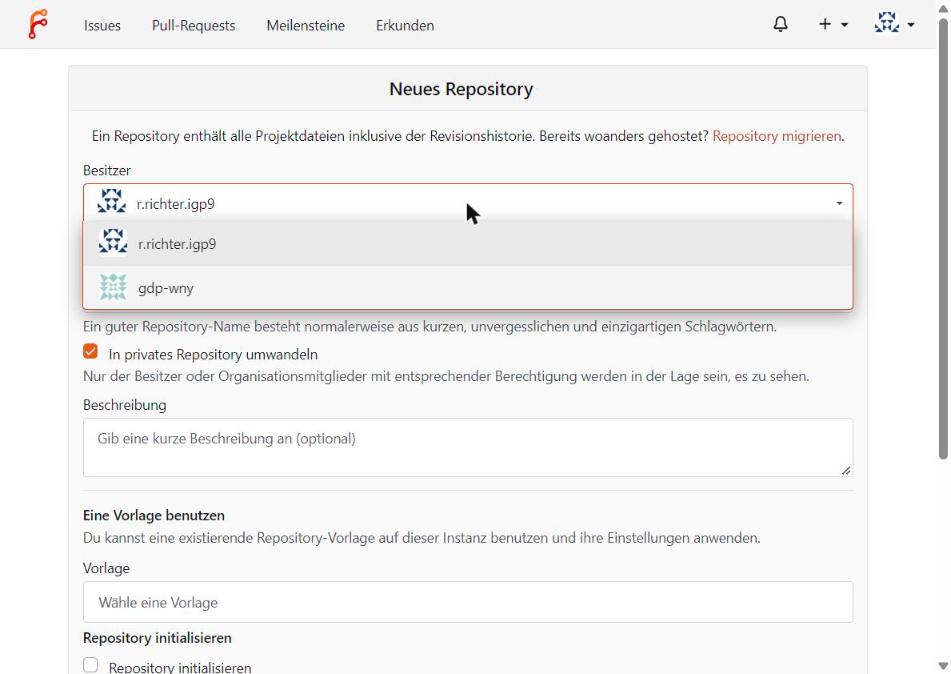 Issues Pull-Requests Meilensteine Erkunden
Neues Repository
Ein Repository enthält alle Projektdateien inklusive der Revisionshistorie. Bereits woanders gehostet? Repository migrieren.
Besitzer
r.richter.igp9
r.richter.igp9
gdp-wny
Ein guter Repository-Name besteht normalerweise aus kurzen, unvergesslichen und einzigartigen Schlagwörtern.
In privates Repository umwandeln
Nur der Besitzer oder Organisationsmitglieder mit entsprechender Berechtigung werden in der Lage sein, es zu sehen.
Beschreibung
Gib eine kurze Beschreibung an (optional)
Eine Vorlage benutzen
Du kannst eine existierende Repository-Vorlage auf dieser Instanz benutzen und ihre Einstellungen anwenden.
Vorlage
Wähle eine Vorlage
Repository initialisieren
Repository initialisieren